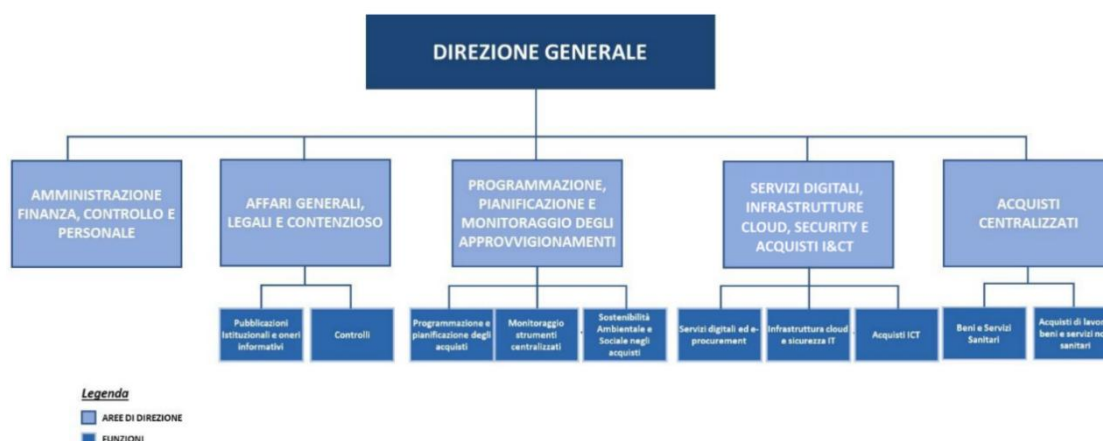 DIREZIONE GENERALE
AMMINISTRAZIONE
FINANZA, CONTROLLO E
PERSONALE
AFFARI GENERALI,
LEGALI E CONTENZIOSO
PROGRAMMAZIONE,
PIANIFICAZIONE E
MONITORAGGIO DEGLI
APPROVVIGIONAMENTI
SERVIZI DIGITALI,
INFRASTRUTTURE
CLOUD, SECURITY E
ACQUISTI I&CT
ACQUISTI
CENTRALIZZATI
Pubblicazioni
Istituzionali e oneri
informativi
Controlli
Programmazione e
pianificazione degli
acquisti
Monitoraggio
strumenti
centralizzati
Sostenibilità
Ambientale e
Sociale negli
acquisti
Servizi digitali ed e-
procurement
Infrastruttura cloud
e sicurezza IT
Acquisti ICT
Beni e Servizi
Sanitari
Acquisti di lavor
beni e servizi no
sanitari
Legenda
AREE DI DIREZIONE
FUNZIONI